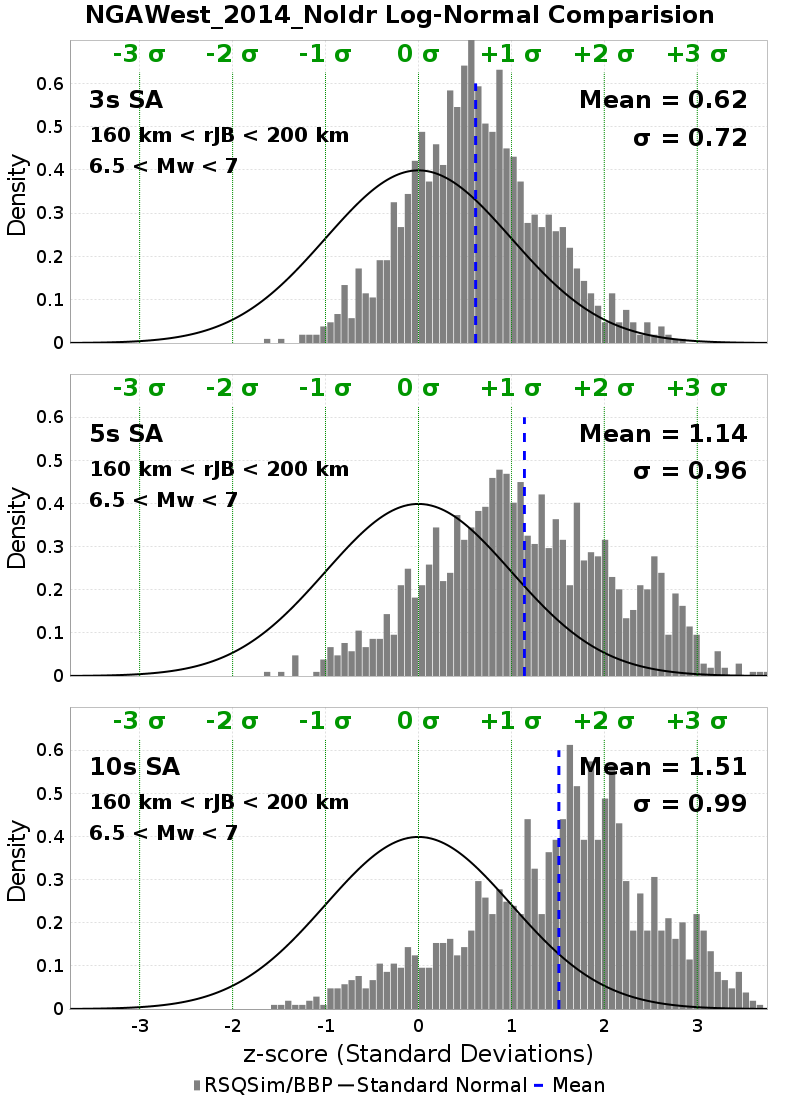 NGAWest_2014_NoIdr Log-Normal Comparision
-3 σ -2 σ -1 σ 0 σ +1 σ +2 σ +3 σ
3s SA
Mean = 0.62
160 km < rJB < 200 km
σ = 0.72
6.5 < Mw < 7
Density
0.6
0.5
0.4
0.3
0.2
0.1
0
-3 σ -2 σ -1 σ 0 σ +1 σ +2 σ +3 σ
5s SA
Mean = 1.14
160 km < rJB < 200 km
σ = 0.96
6.5 < Mw < 7
Density
0.6
0.5
0.4
0.3
0.2
0.1
0
-3 σ -2 σ -1 σ 0 σ +1 σ +2 σ +3 σ
10s SA
Mean = 1.51
160 km < rJB < 200 km
σ = 0.99
6.5 < Mw < 7
Density
0.6
0.5
0.4
0.3
0.2
0.1
0
-3 -2 -1 0 1 2 3
z-score (Standard Deviations)
RSQSim/BBP Standard Normal Mean